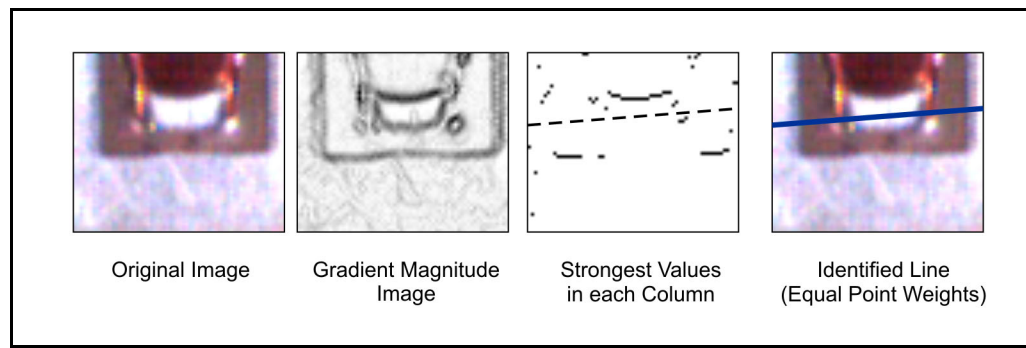 Original Image
Gradient Magnitude
Image
Strongest Values
in each Column
Identified Line
(Equal Point Weights)